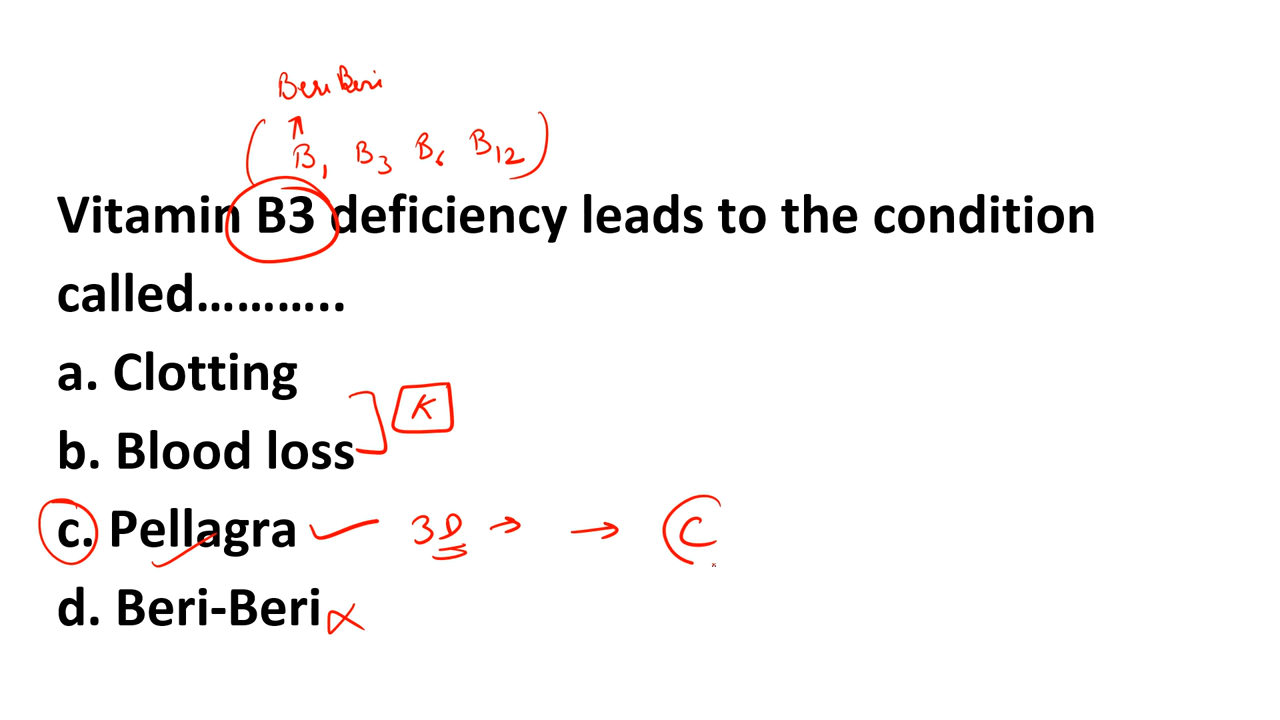 Beri Beri
↑
( B1 B3 B6 B12 )
Vitamin B3 deficiency leads to the condition
called………..
a. Clotting
K
b. Blood loss
c. Pellagra ✓ 3D → → C
d. Beri-Beri ×